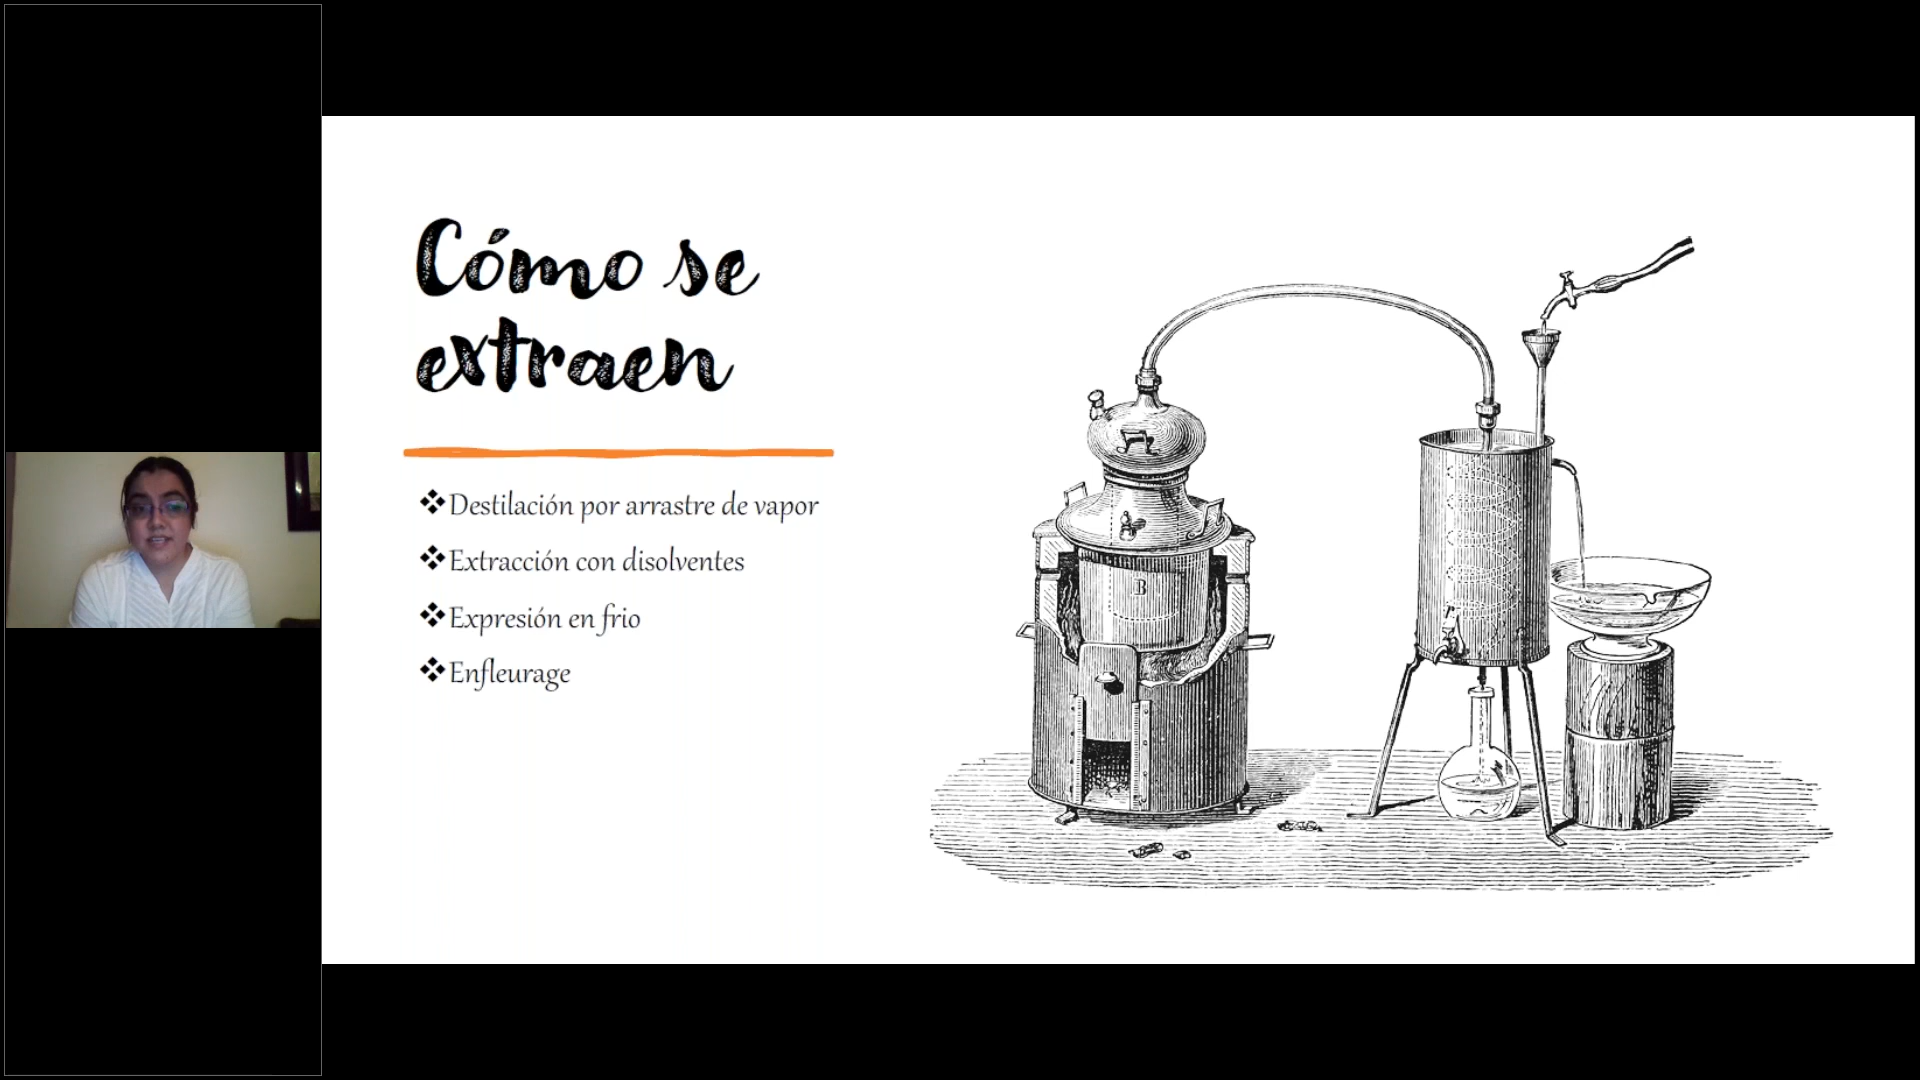 Cómo se
extraen
Destilación por arrastre de vapor
Extracción con disolventes
Expresión en frio
Enfleurage
B